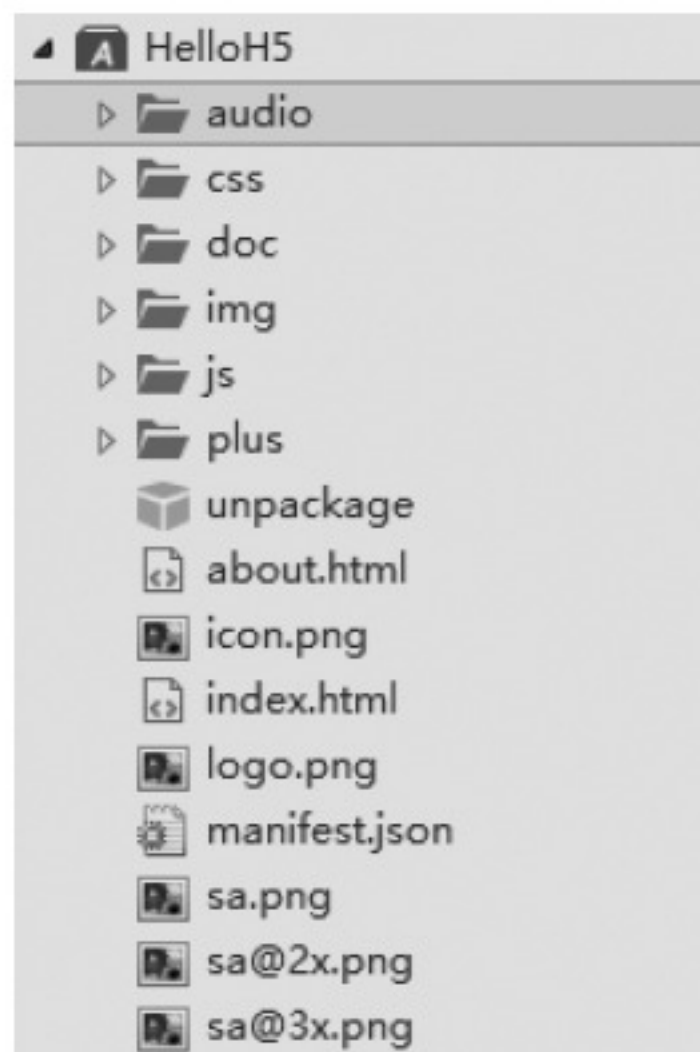 HelloH5
audio
css
doc
img
js
plus
unpackage
about.html
icon.png
index.html
logo.png
manifest.json
sa.png
sa@2x.png
sa@3x.png